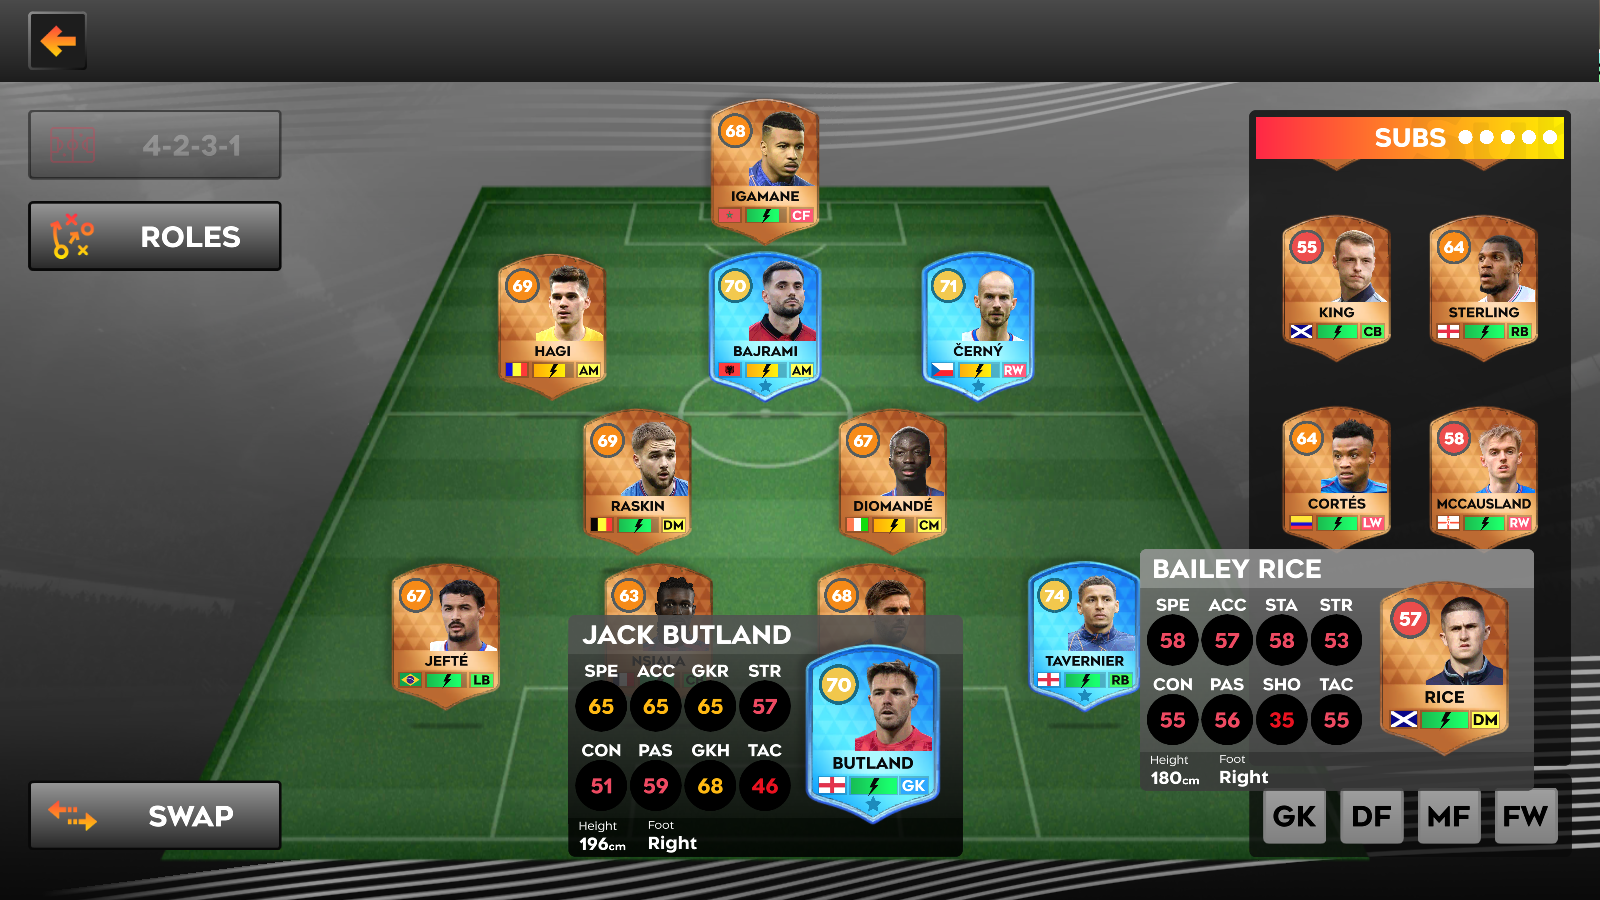 4-2-3-1
ROLES
SWAP
68
IGAMANE
CF
69
HAGI
AM
70
BAJRAMI
AM
71
ČERNÝ
RW
69
RASKIN
DM
67
DIOMANDÉ
CM
67
JEFTÉ
LB
63
NSIALA
68
74
TAVERNIER
RB
JACK BUTLAND
SPE ACC GKR STR
65 65 65 57
CON PAS GKH TAC
51 59 68 46
Height Foot
196cm Right
70
BUTLAND
GK
SUBS
55
KING
CB
64
STERLING
RB
64
CORTÉS
LW
58
MCCAUSLAND
RW
BAILEY RICE
SPE ACC STA STR
58 57 58 53
CON PAS SHO TAC
55 56 35 55
Height Foot
180cm Right
57
RICE
DM
GK DF MF FW